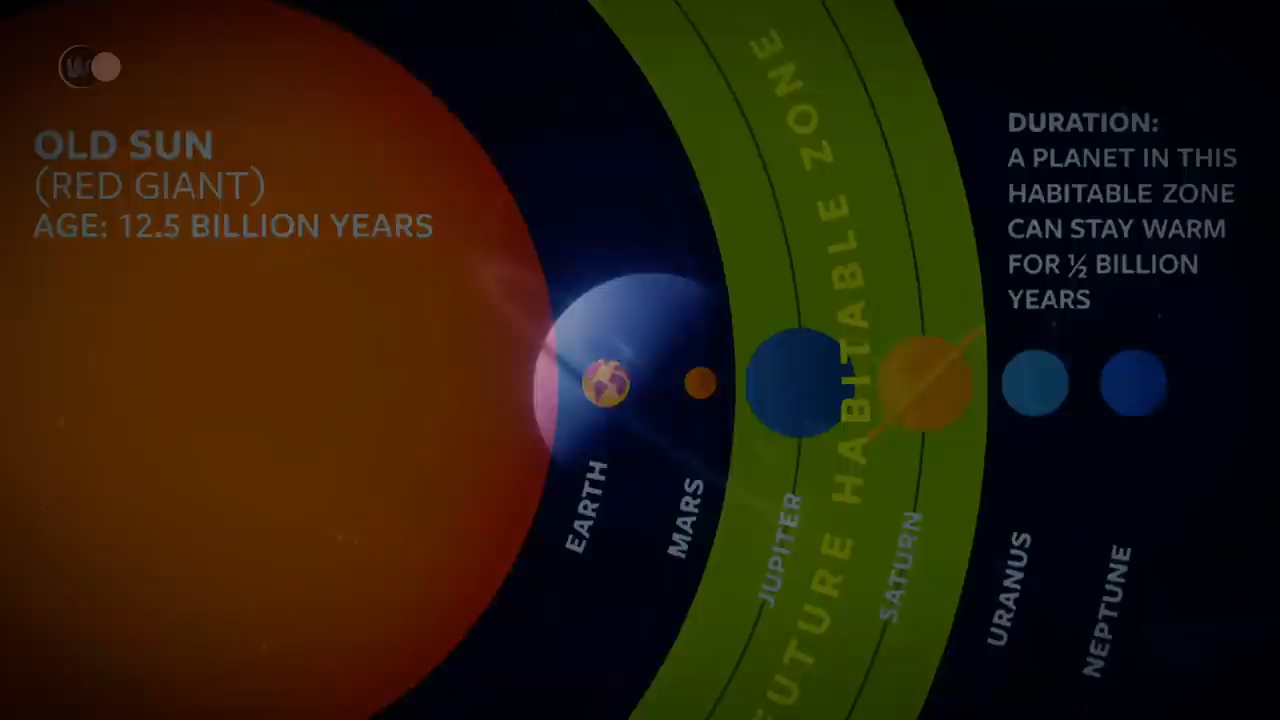 W
OLD SUN
(RED GIANT)
AGE: 12.5 BILLION YEARS
DURATION:
A PLANET IN THIS
HABITABLE ZONE
CAN STAY WARM
FOR ½ BILLION
YEARS
FUTURE HABITABLE ZONE
EARTH
MARS
JUPITER
SATURN
URANUS
NEPTUNE